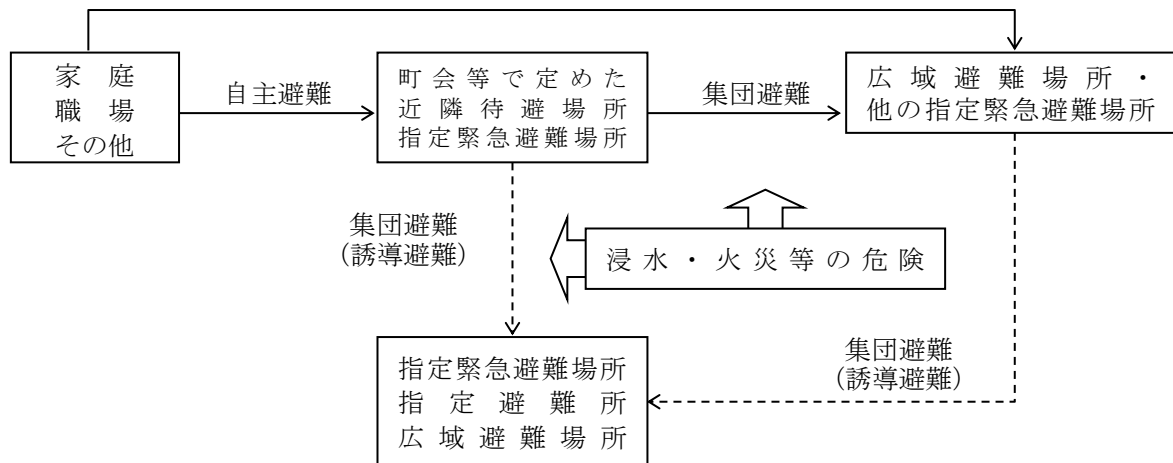 家庭
職場
その他
自主避難
町会等で定めた
近隣待避場所
指定緊急避難場所
集団避難
広域避難場所・
他の指定緊急避難場所
集団避難
(誘導避難)
浸水・火災等の危険
集団避難
(誘導避難)
指定緊急避難場所
指定避難所
広域避難場所